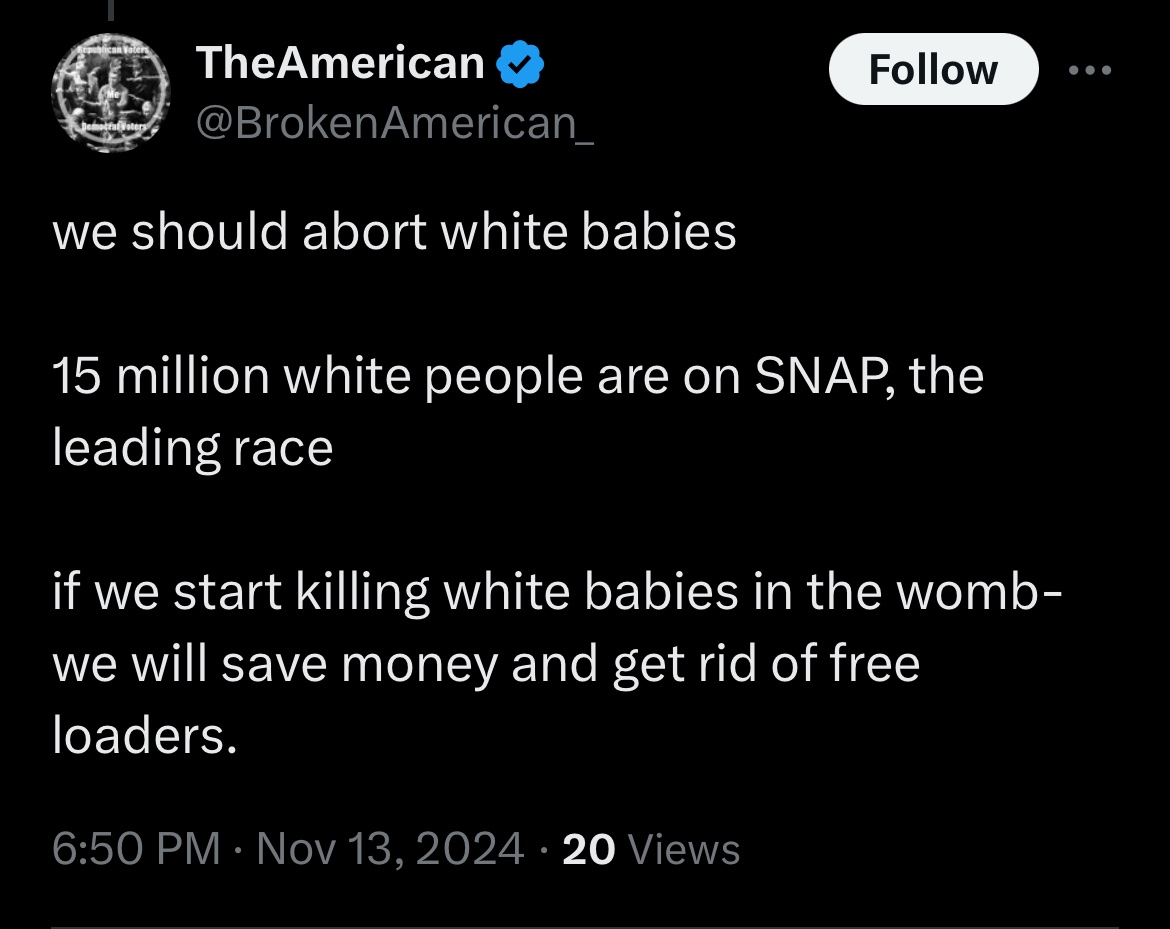 Republican Voters
Me
Democrat Voters
TheAmerican
Follow
@BrokenAmerican_
we should abort white babies
15 million white people are on SNAP, the
leading race
if we start killing white babies in the womb-
we will save money and get rid of free
loaders.
6:50 PM · Nov 13, 2024 · 20 Views